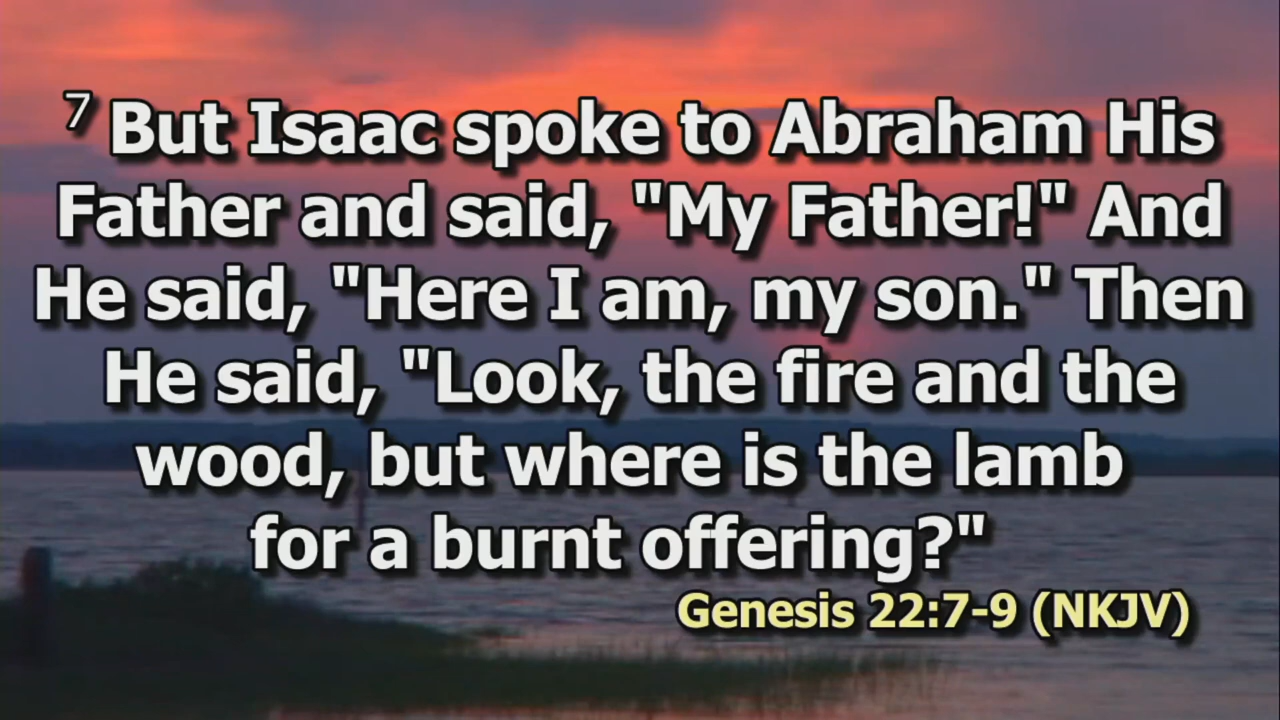 7 But Isaac spoke to Abraham His
Father and said, "My Father!" And
He said, "Here I am, my son." Then
He said, "Look, the fire and the
wood, but where is the lamb
for a burnt offering?"
Genesis 22:7-9 (NKJV)